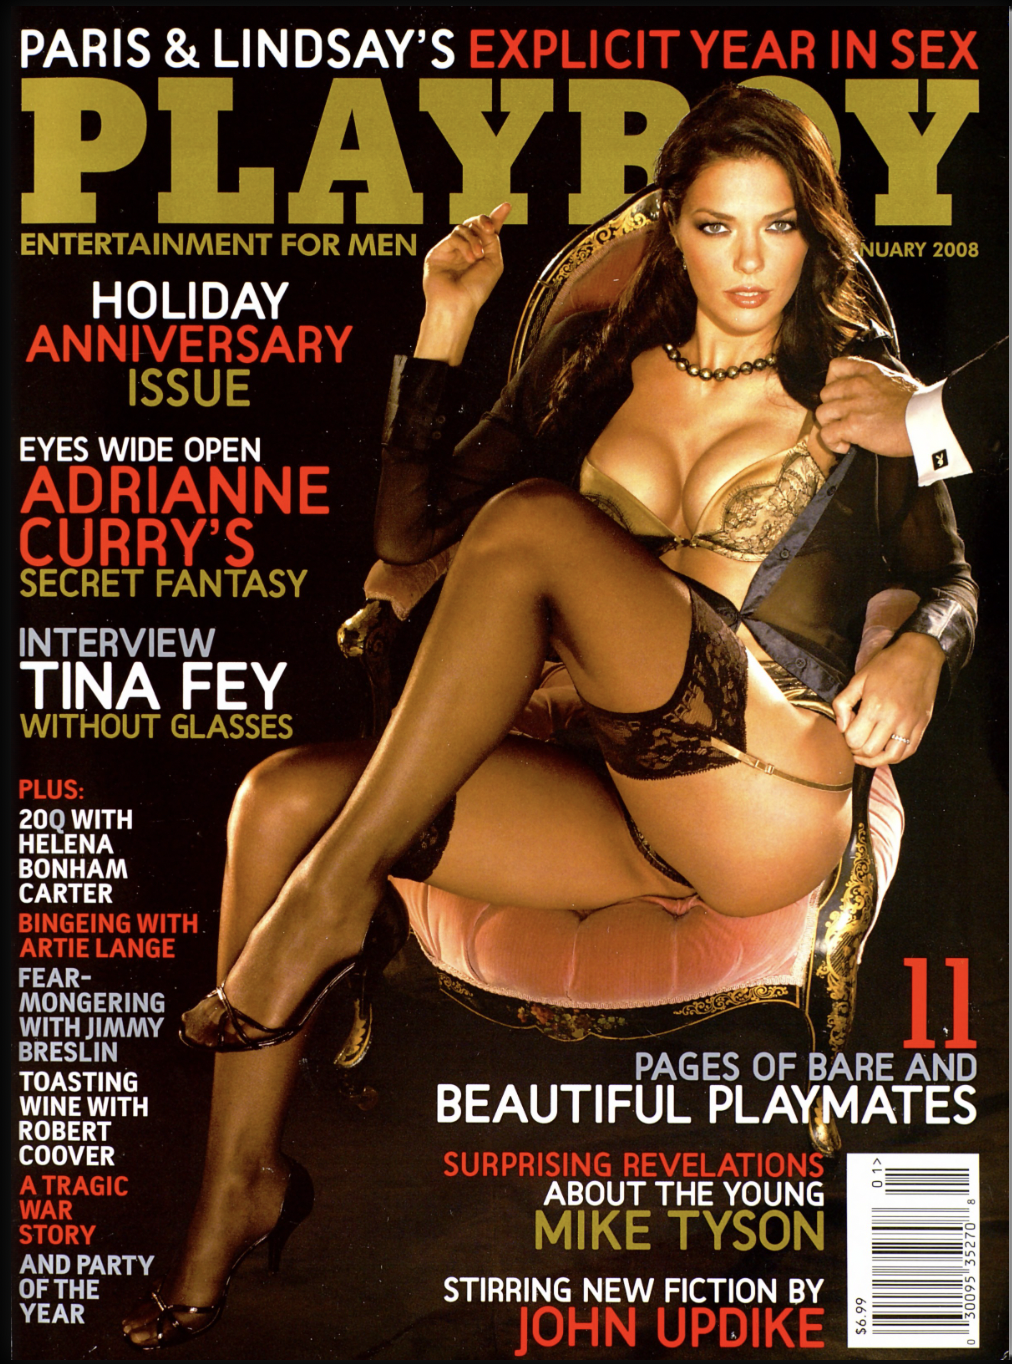 PARIS & LINDSAY'S EXPLICIT YEAR IN SEX
PLAYBOY
ENTERTAINMENT FOR MEN
NUARY 2008
HOLIDAY
ANNIVERSARY
ISSUE
EYES WIDE OPEN
ADRIANNE
CURRY'S
SECRET FANTASY
INTERVIEW
TINA FEY
WITHOUT GLASSES
PLUS:
20Q WITH
HELENA
BONHAM
CARTER
BINGEING WITH
ARTIE LANGE
FEAR-
MONGERING
WITH JIMMY
BRESLIN
TOASTING
WINE WITH
ROBERT
COOVER
A TRAGIC
WAR
STORY
AND PARTY
OF THE
YEAR
11
PAGES OF BARE AND
BEAUTIFUL PLAYMATES
SURPRISING REVELATIONS
ABOUT THE YOUNG
MIKE TYSON
STIRRING NEW FICTION BY
JOHN UPDIKE
$6.99
0 30095 35270 8
01>